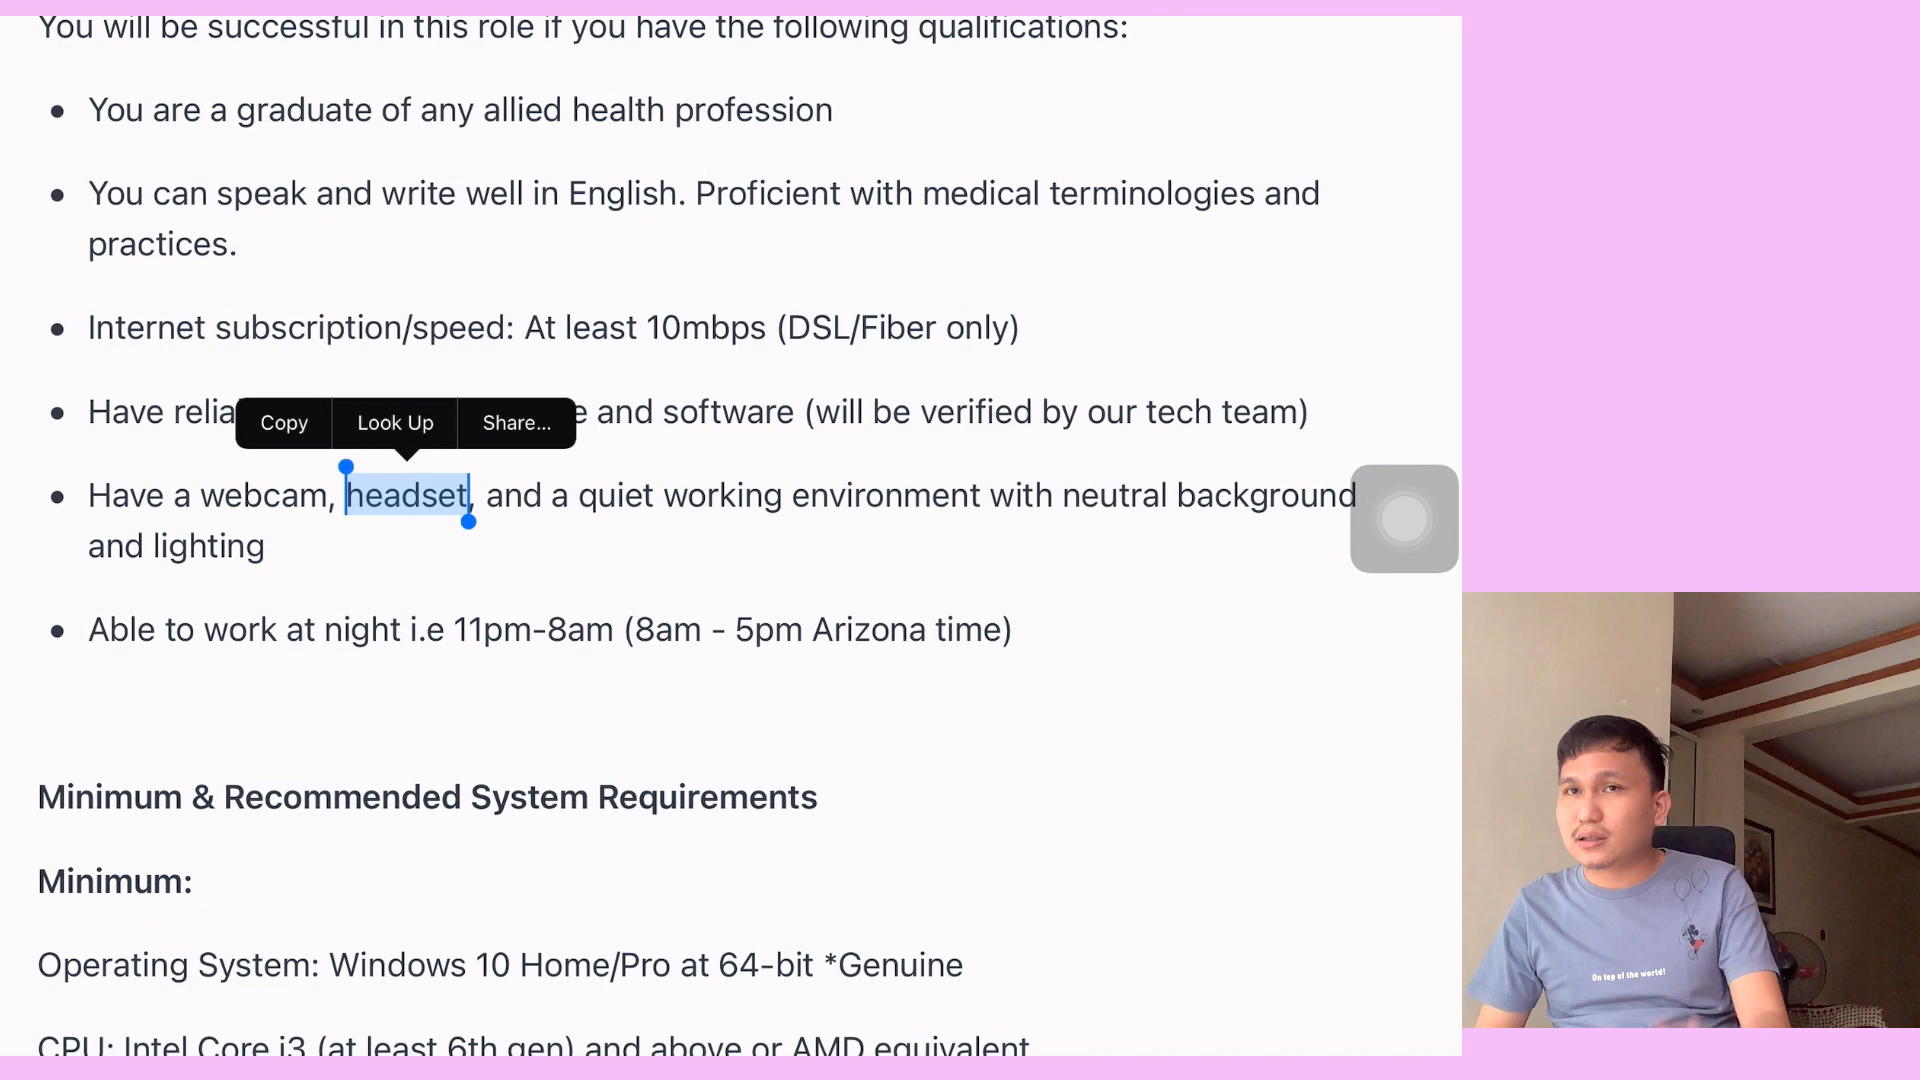 You will be successful in this role if you have the following qualifications:
You are a graduate of any allied health profession
You can speak and write well in English. Proficient with medical terminologies and
practices.
Internet subscription/speed: At least 10mbps (DSL/Fiber only)
Have relia
Copy
Look Up
Share...
e and software (will be verified by our tech team)
Have a webcam, headset, and a quiet working environment with neutral background
and lighting
Able to work at night i.e 11pm-8am (8am - 5pm Arizona time)
Minimum & Recommended System Requirements
Minimum:
Operating System: Windows 10 Home/Pro at 64-bit *Genuine
CPU: Intel Core i3 (at least 6th gen) and above or AMD equivalent
On top of the world!